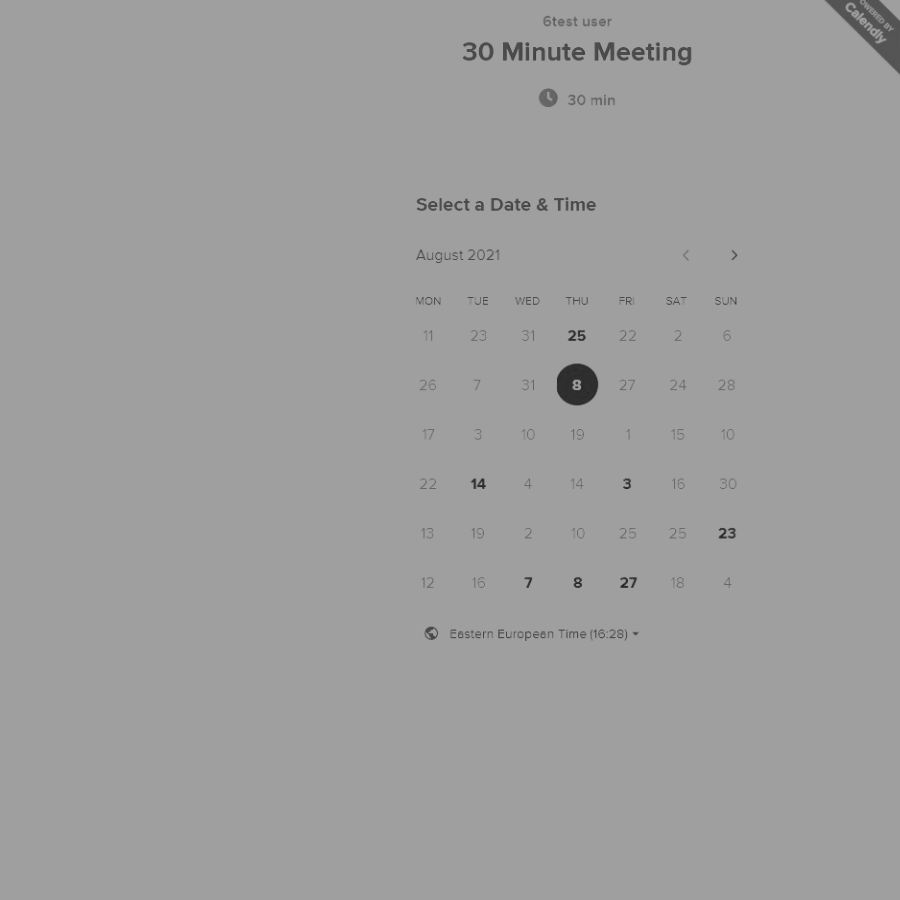 6test user
30 Minute Meeting
30 min
POWERED BY
Calendly
Select a Date & Time
August 2021
MON TUE WED THU FRI SAT SUN
11 23 31 25 22 2 6
26 7 31 8 27 24 28
17 3 10 19 1 15 10
22 14 4 14 3 16 30
13 19 2 10 25 25 23
12 16 7 8 27 18 4
Eastern European Time (16:28)